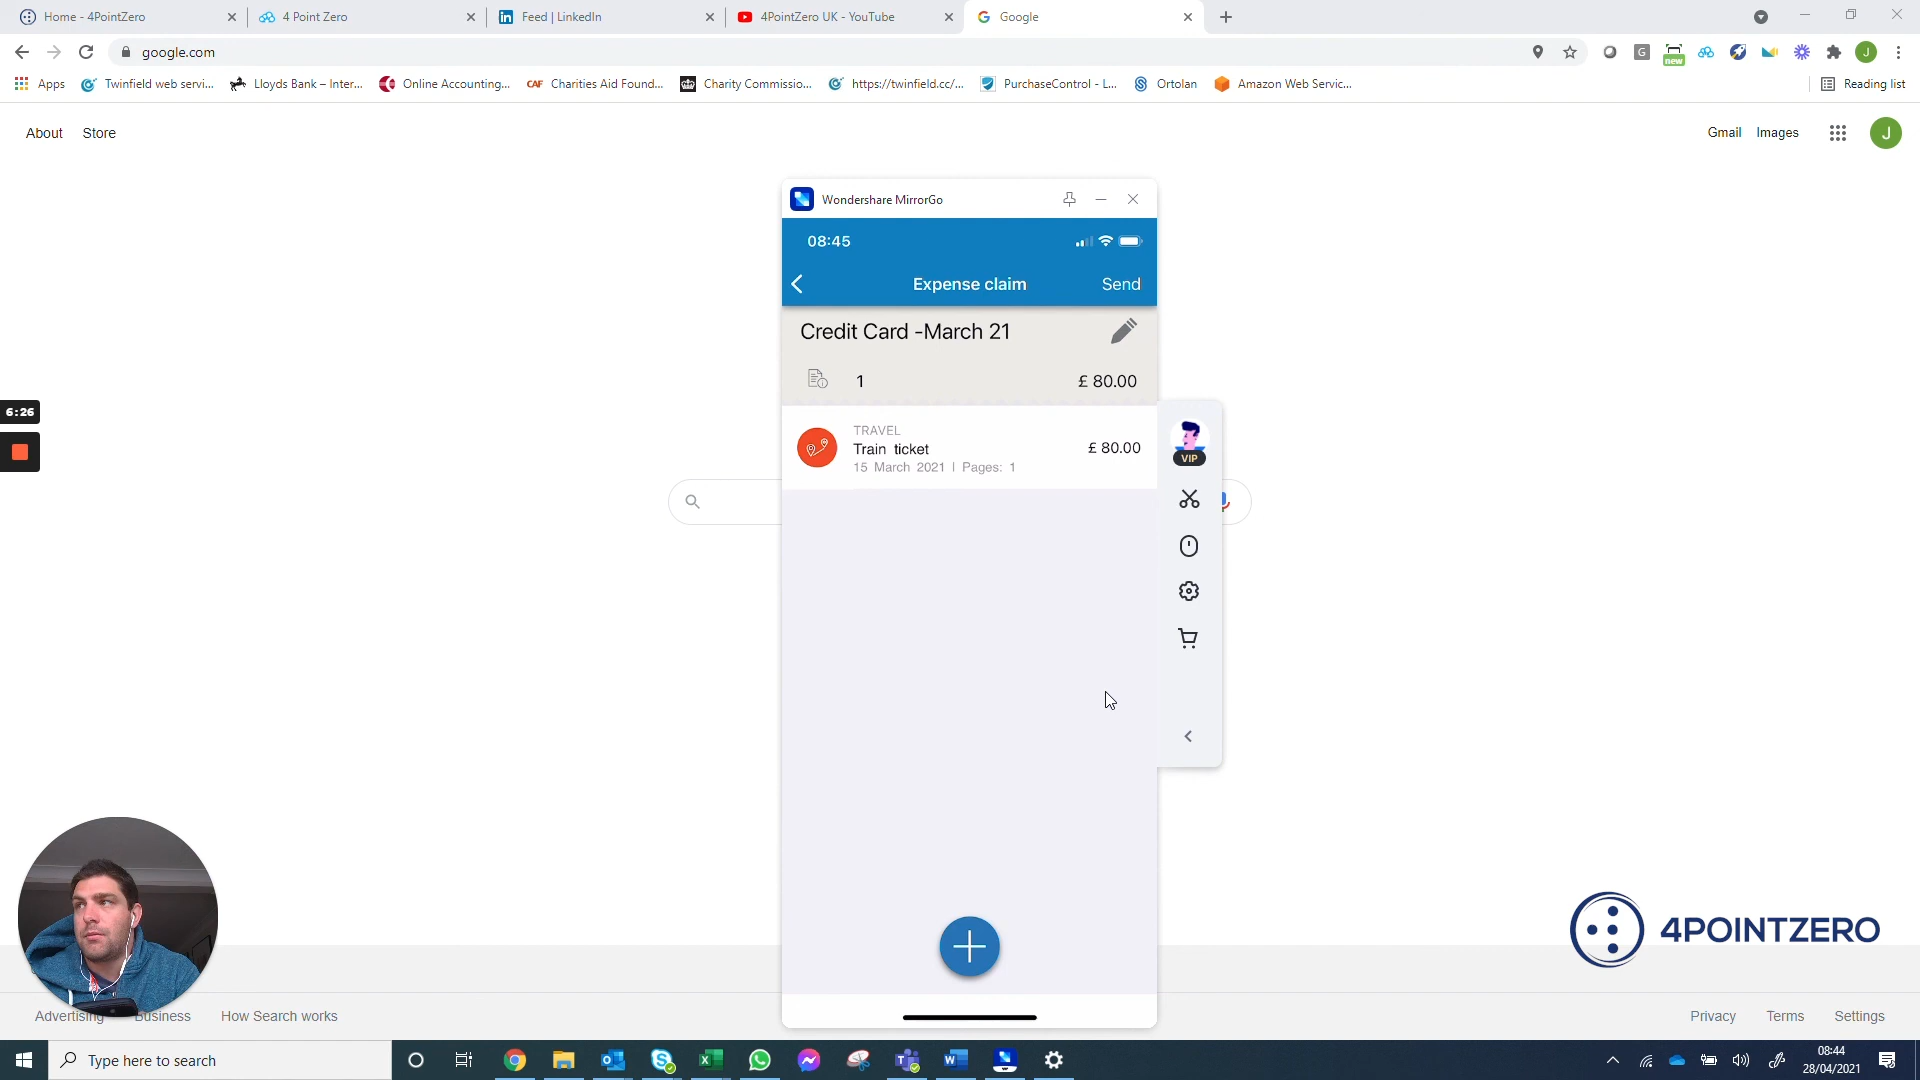 Home - 4PointZero
4 Point Zero
Feed | LinkedIn
4PointZero UK - YouTube
Google
google.com
new
J
Apps
Twinfield web servi...
Lloyds Bank – Inter...
Online Accounting...
CAF
Charities Aid Found...
Charity Commissio...
https://twinfield.cc/...
PurchaseControl - L...
Ortolan
Amazon Web Servic...
Reading list
About
Store
Gmail
Images
J
Wondershare MirrorGo
08:45
Expense claim
Send
Credit Card -March 21
1
£ 80.00
TRAVEL
Train ticket
£ 80.00
15 March 2021 | Pages: 1
VIP
6:26
4POINTZERO
Advertising
Business
How Search works
Privacy
Terms
Settings
Type here to search
08:44
28/04/2021